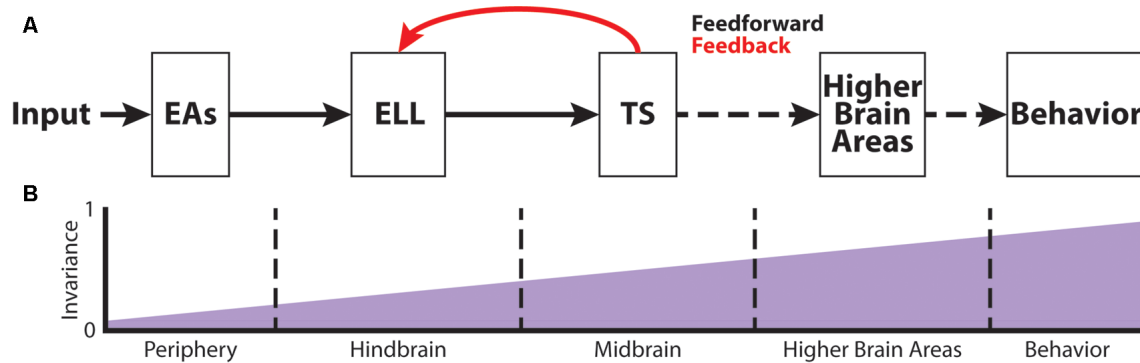 A
Feedforward
Feedback
Input
EAs
ELL
TS
Higher
Brain
Areas
Behavior
B
1
Invariance
0
Periphery
Hindbrain
Midbrain
Higher Brain Areas
Behavior